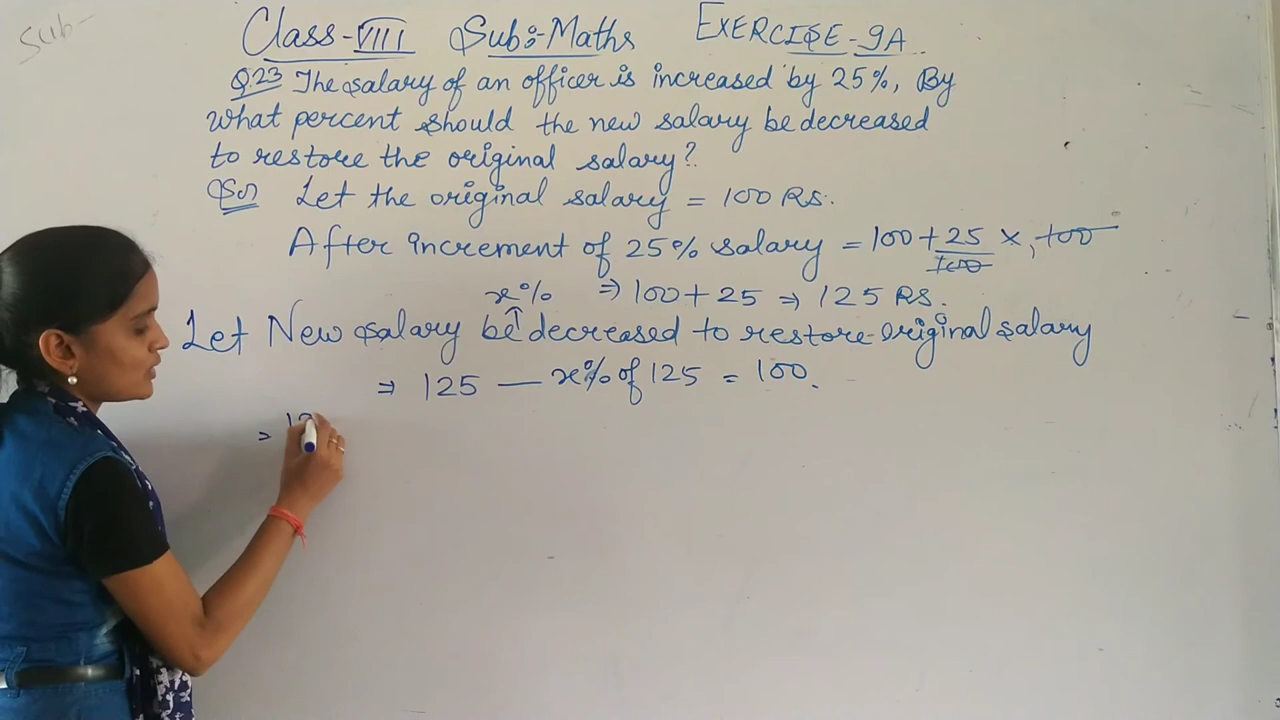 Sub-
Class-VIII Sub:-Maths EXERCISE-9A
Q.23 The salary of an officer is increased by 25%, By
what percent should the new salary be decreased
to restore the original salary?
Sol Let the original salary = 100 RS.
After increment of 25% salary = 100 + 25/100 × 100
x% ⇒ 100 + 25 ⇒ 125 RS.
Let New salary be ↑ decreased to restore original salary
⇒ 125 — x% of 125 = 100.
= 12